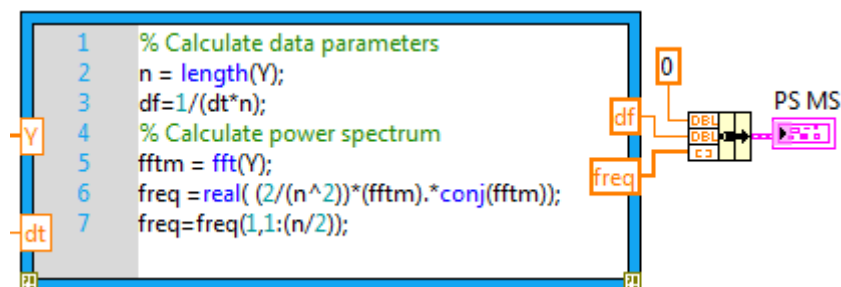 1 % Calculate data parameters
2 n = length(Y);
3 df=1/(dt*n);
4 % Calculate power spectrum
5 fftm = fft(Y);
6 freq =real( (2/(n^2))*(fftm).*conj(fftm));
7 freq=freq(1,1:(n/2));
Y
dt
df
freq
0
DBL
DBL
PS MS